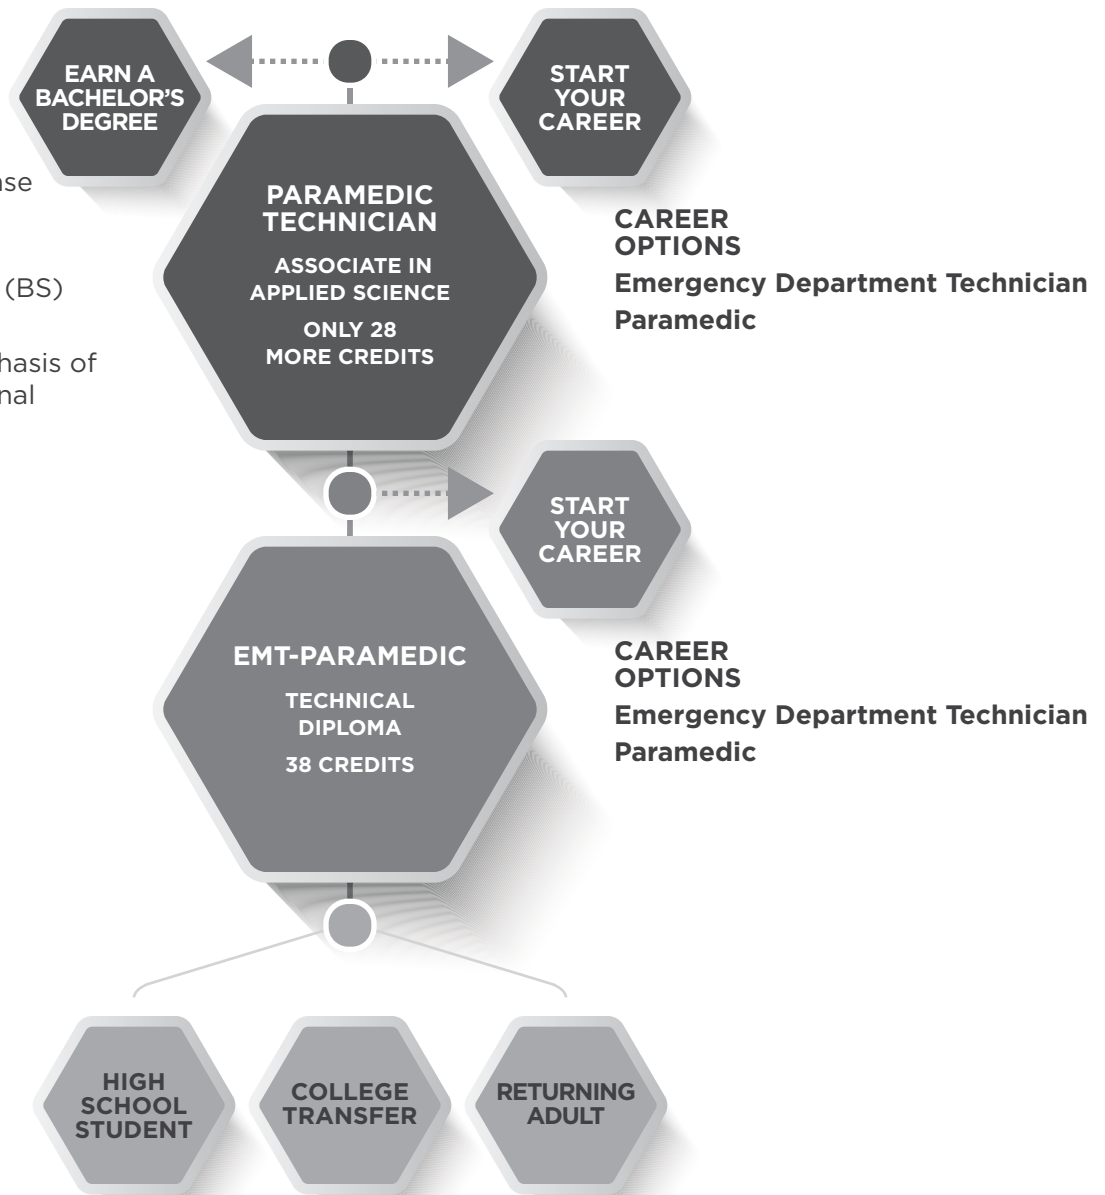 EARN A
BACHELOR'S
DEGREE
START
YOUR
CAREER
(BS)
PARAMEDIC
TECHNICIAN
ASSOCIATE IN
APPLIED SCIENCE
ONLY 28
MORE CREDITS
CAREER
OPTIONS
Emergency Department Technician
Paramedic
of
START
YOUR
CAREER
EMT-PARAMEDIC
TECHNICAL
DIPLOMA
38 CREDITS
CAREER
OPTIONS
Emergency Department Technician
Paramedic
HIGH
SCHOOL
STUDENT
COLLEGE
TRANSFER
RETURNING
ADULT